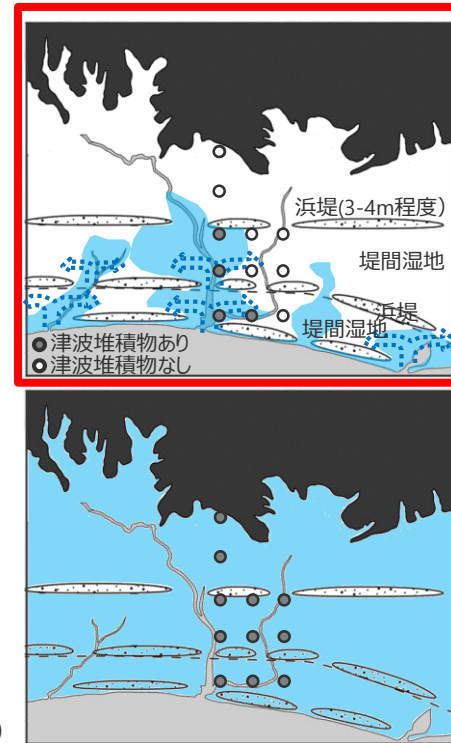 浜堤(3-4m程度）
堤間湿地
浜堤
堤間湿地
津波堆積物あり
津波堆積物なし
)